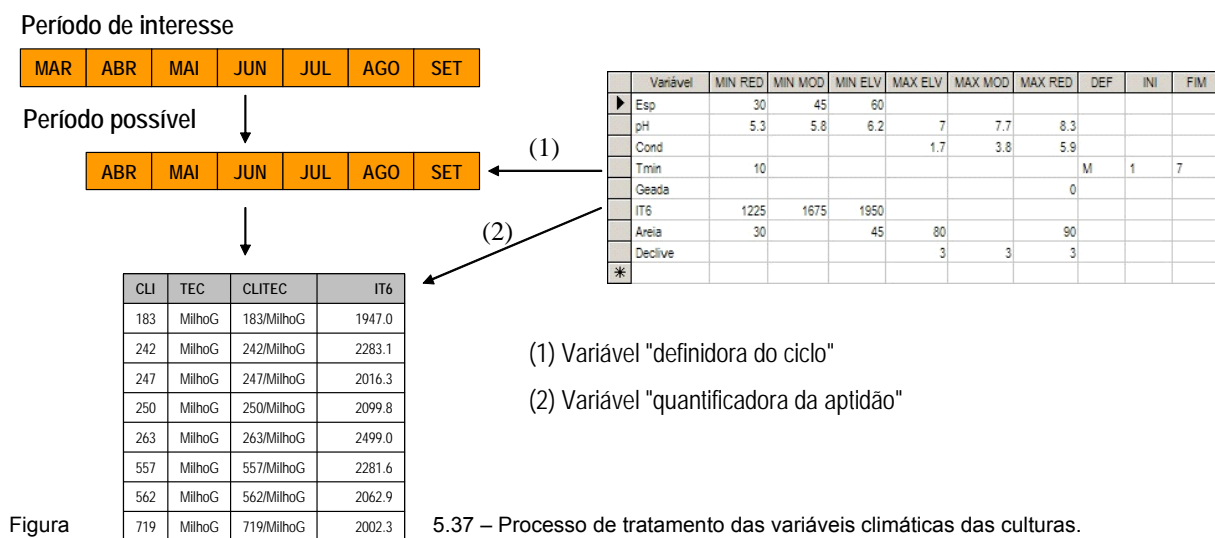 Período de interesse
MAR ABR MAI JUN JUL AGO SET
Período possível
ABR MAI JUN JUL AGO SET
(1)
(2)
Variável MIN RED MIN MOD MIN ELV MAX ELV MAX MOD MAX RED DEF INI FIM
Esp 30 45 60
pH 5.3 5.8 6.2 7 7.7 8.3
Cond 1.7 3.8 5.9
Tmin 10 M 1 7
Geada 0
IT6 1225 1675 1950
Areia 30 45 80 90
Declive 3 3 3
CLI TEC CLITEC IT6
183 MilhoG 183/MilhoG 1947.0
242 MilhoG 242/MilhoG 2283.1
247 MilhoG 247/MilhoG 2016.3
250 MilhoG 250/MilhoG 2099.8
263 MilhoG 263/MilhoG 2499.0
557 MilhoG 557/MilhoG 2281.6
562 MilhoG 562/MilhoG 2062.9
719 MilhoG 719/MilhoG 2002.3
(1) Variável "definidora do ciclo"
(2) Variável "quantificadora da aptidão"
Figura 5.37 – Processo de tratamento das variáveis climáticas das culturas.